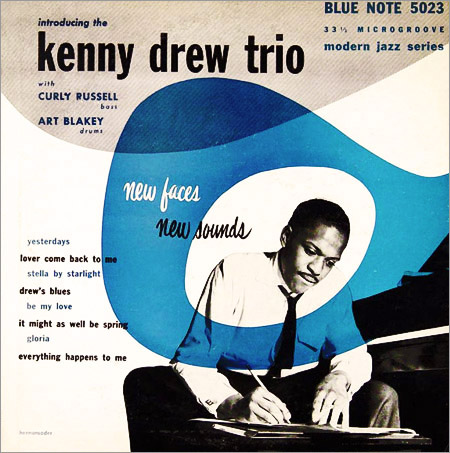 introducing the
kenny drew trio
with
CURLY RUSSELL
bass
ART BLAKEY
drums
BLUE NOTE 5023
33 1/3 MICROGROOVE
modern jazz series
new faces
new sounds
yesterdays
lover come back to me
stella by starlight
drew's blues
be my love
it might as well be spring
gloria
everything happens to me